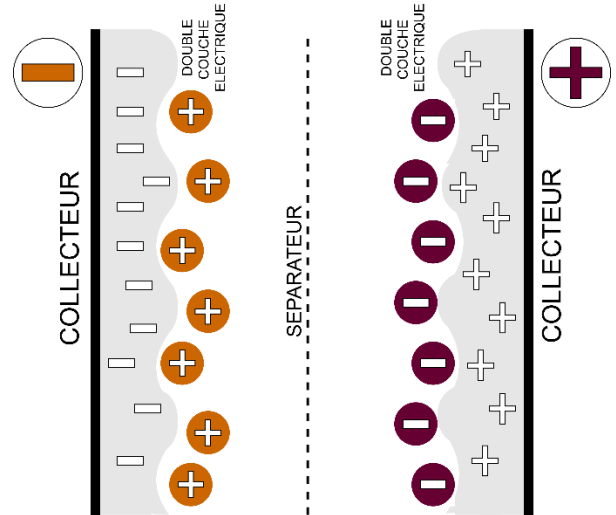 COLLECTEUR
DOUBLE
COUCHE
ELECTRIQUE
SEPARATEUR
DOUBLE
COUCHE
ELECTRIQUE
COLLECTEUR